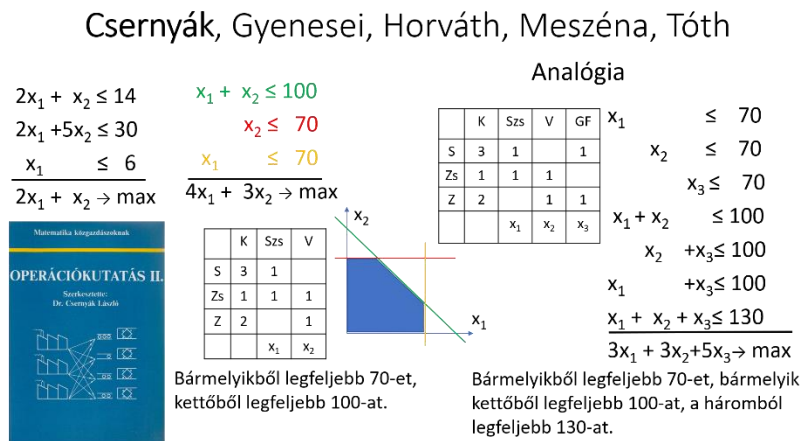 Csernyák, Gyenesei, Horváth, Meszéna, Tóth
2x₁ + x₂ ≤ 14
2x₁ +5x₂ ≤ 30
x₁ ≤ 6
2x₁ + x₂ → max
x₁ + x₂ ≤ 100
x₂ ≤ 70
x₁ ≤ 70
4x₁ + 3x₂ → max
Matematika közgazdászoknak
OPERÁCIÓKUTATÁS II.
Szerkesztette:
Dr. Csernyák László
K Szs V
S 3 1
Zs 1 1 1
Z 2 1
x₁ x₂
x₂
x₁
Bármelyikből legfeljebb 70-et,
kettőből legfeljebb 100-at.
Analógia
K Szs V GF
S 3 1 1
Zs 1 1 1
Z 2 1 1
x₁ x₂ x₃
x₁ ≤ 70
x₂ ≤ 70
x₃ ≤ 70
x₁ + x₂ ≤ 100
x₂ +x₃ ≤ 100
x₁ +x₃ ≤ 100
x₁ + x₂ + x₃ ≤ 130
3x₁ + 3x₂+5x₃ → max
Bármelyikből legfeljebb 70-et, bármelyik
kettőből legfeljebb 100-at, a háromból
legfeljebb 130-at.